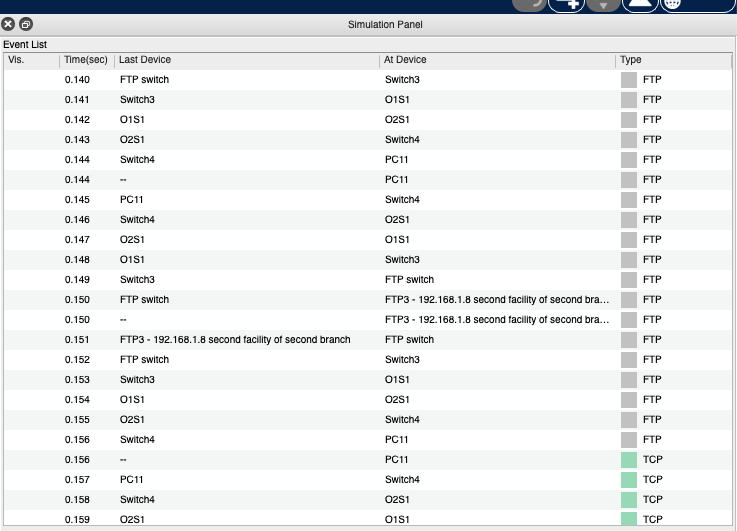 Simulation Panel
Event List
Vis. Time(sec) Last Device At Device Type
0.140 FTP switch Switch3 FTP
0.141 Switch3 O1S1 FTP
0.142 O1S1 O2S1 FTP
0.143 O2S1 Switch4 FTP
0.144 Switch4 PC11 FTP
0.144 -- PC11 FTP
0.145 PC11 Switch4 FTP
0.146 Switch4 O2S1 FTP
0.147 O2S1 O1S1 FTP
0.148 O1S1 Switch3 FTP
0.149 Switch3 FTP switch FTP
0.150 FTP switch FTP3 - 192.168.1.8 second facility of second bra... FTP
0.150 -- FTP3 - 192.168.1.8 second facility of second bra... FTP
0.151 FTP3 - 192.168.1.8 second facility of second branch FTP switch FTP
0.152 FTP switch Switch3 FTP
0.153 Switch3 O1S1 FTP
0.154 O1S1 O2S1 FTP
0.155 O2S1 Switch4 FTP
0.156 Switch4 PC11 FTP
0.156 -- PC11 TCP
0.157 PC11 Switch4 TCP
0.158 Switch4 O2S1 TCP
0.159 O2S1 O1S1 TCP